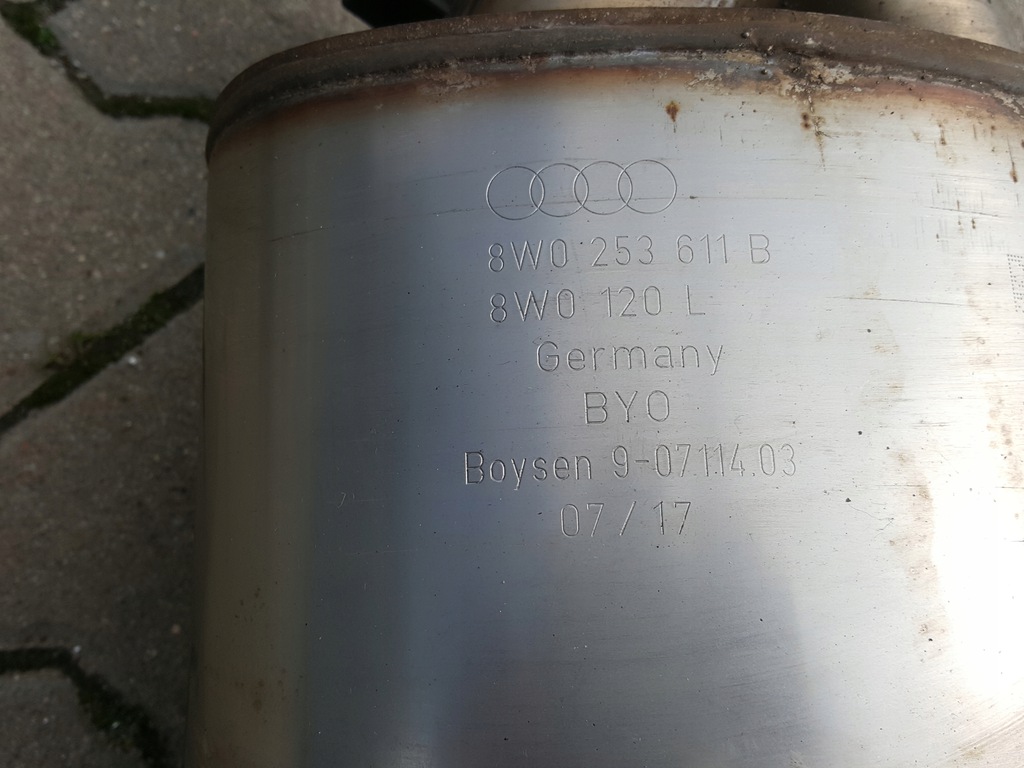 8W0 253 611 B
8W0 120 L
Germany
BYO
Boysen 9-07114.03
07/17